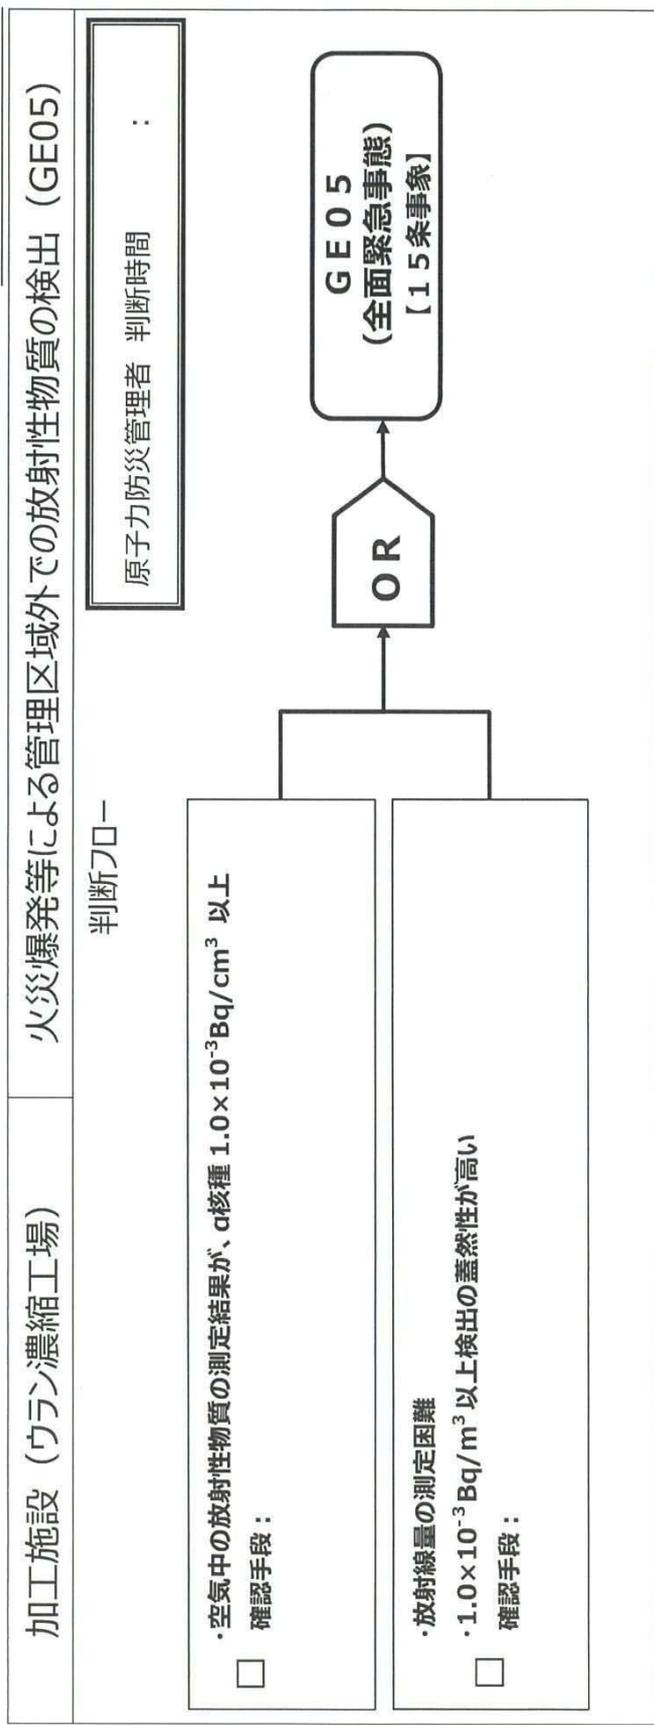 加工施設（ウラン濃縮工場）
火災爆発等による管理区域外での放射性物質の検出（GE05）
判断フロー
原子力防災管理者 判断時間 ：
・空気中の放射性物質の測定結果が、α核種 1.0×10⁻³Bq/cm³ 以上
□ 確認手段：
・放射線量の測定困難
・1.0×10⁻³Bq/m³ 以上検出の蓋然性が高い
□ 確認手段：
OR
GE05
（全面緊急事態）
【15条事象】